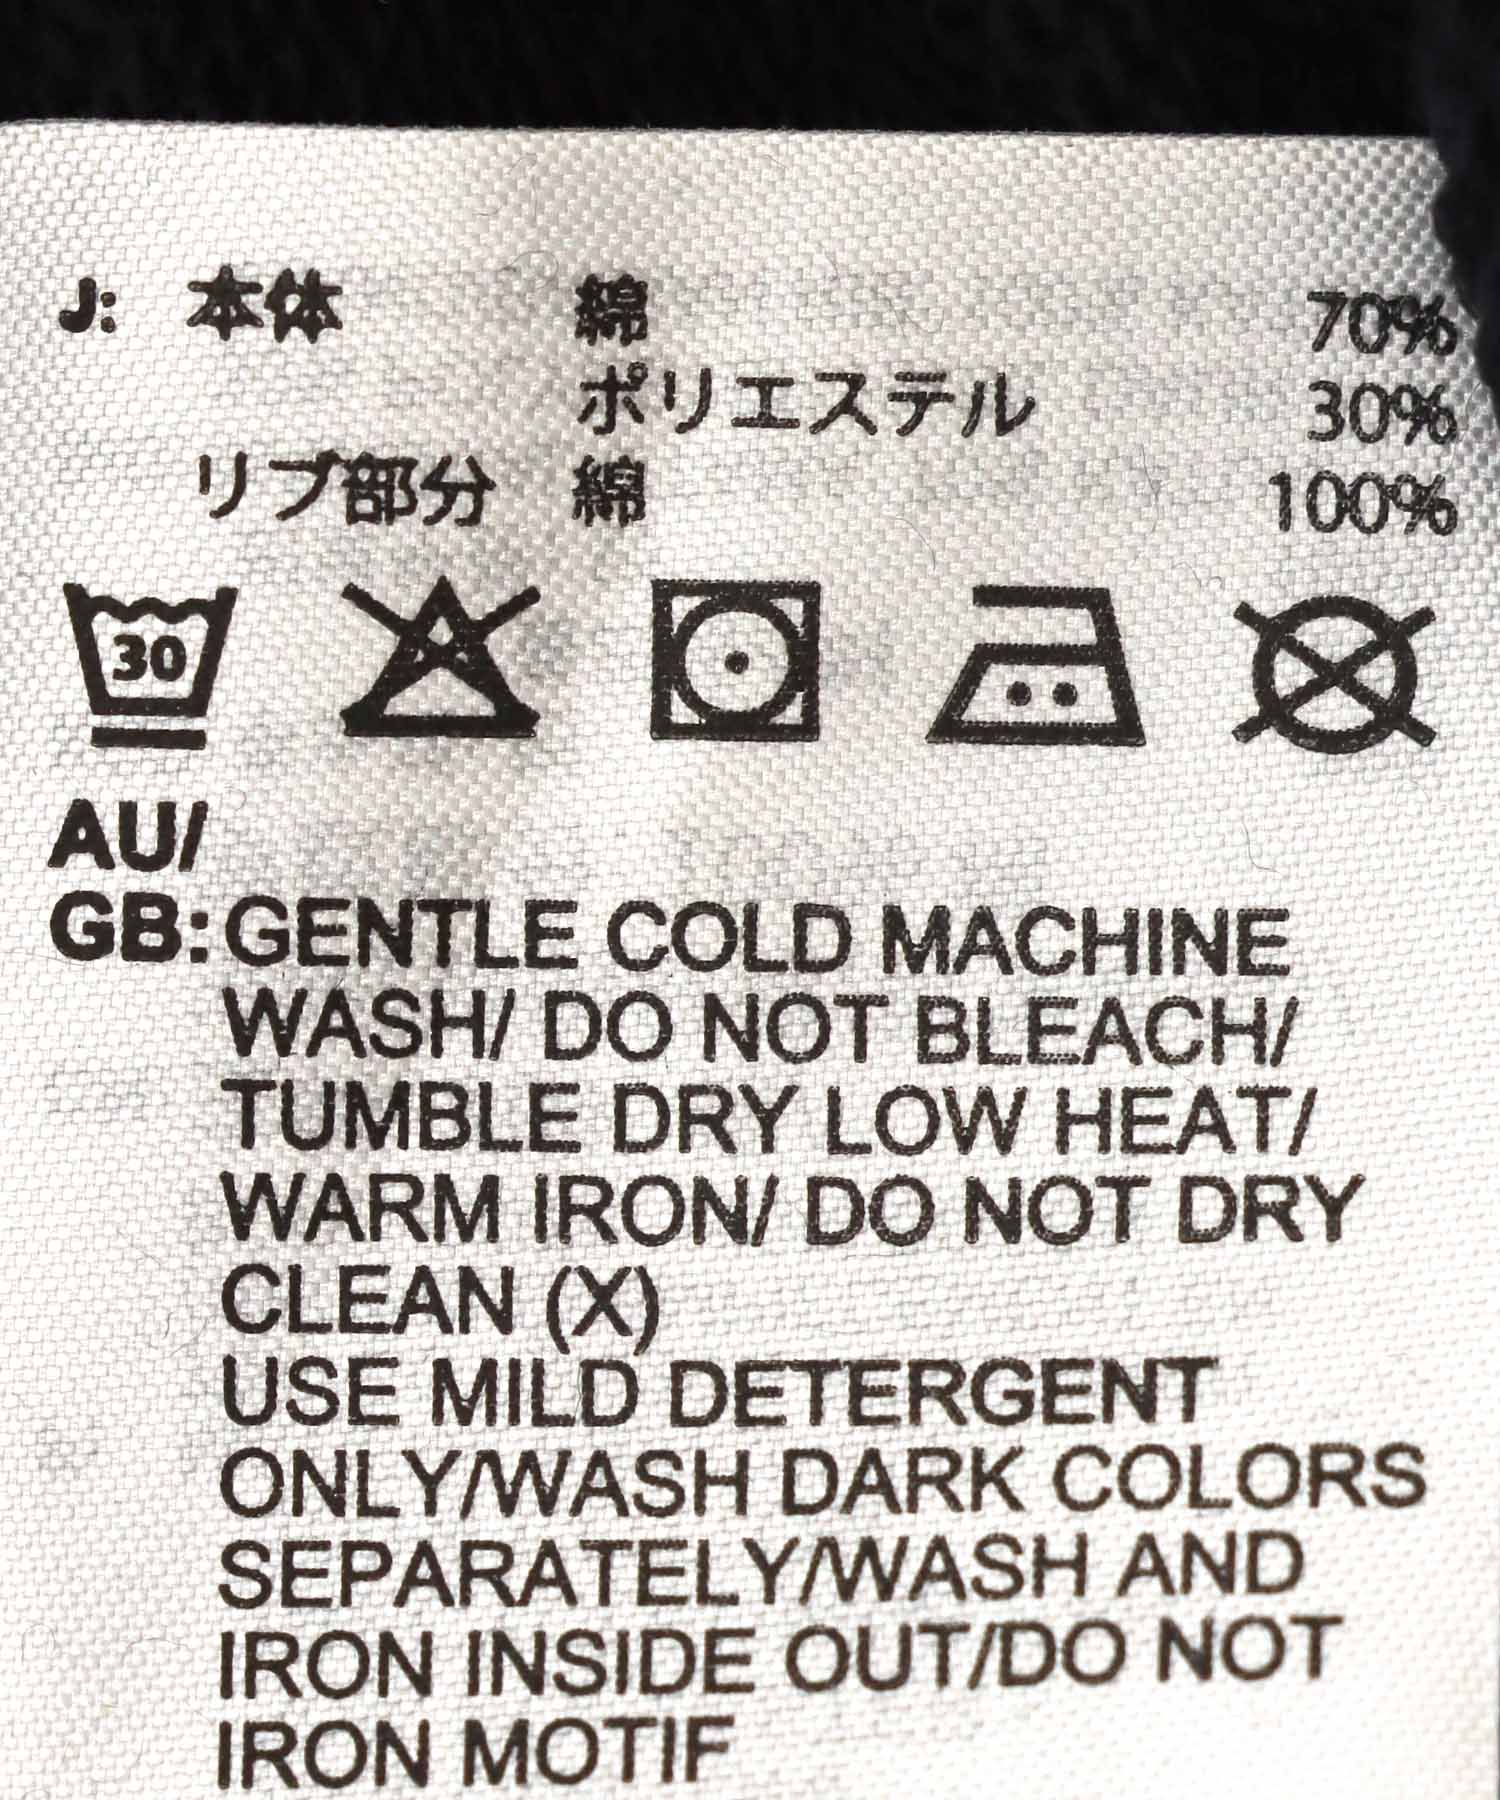 J: 本体 綿 70%
ポリエステル 30%
リブ部分 綿 100%
30
AU/
GB: GENTLE COLD MACHINE
WASH/ DO NOT BLEACH/
TUMBLE DRY LOW HEAT/
WARM IRON/ DO NOT DRY
CLEAN (X)
USE MILD DETERGENT
ONLY/WASH DARK COLORS
SEPARATELY/WASH AND
IRON INSIDE OUT/DO NOT
IRON MOTIF